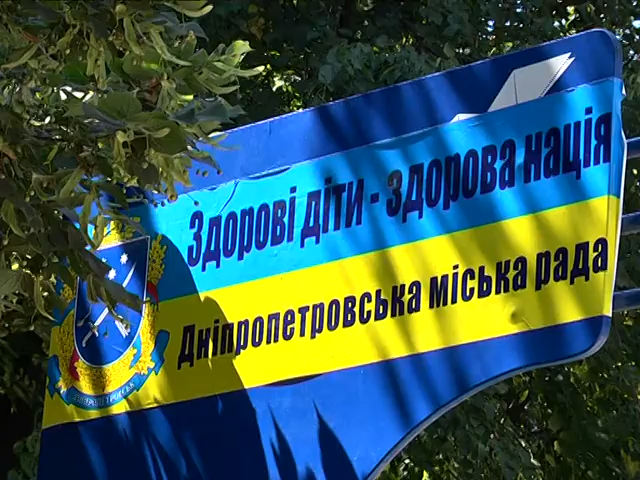 Здорові діти - здорова нація
Дніпропетровська міська рада